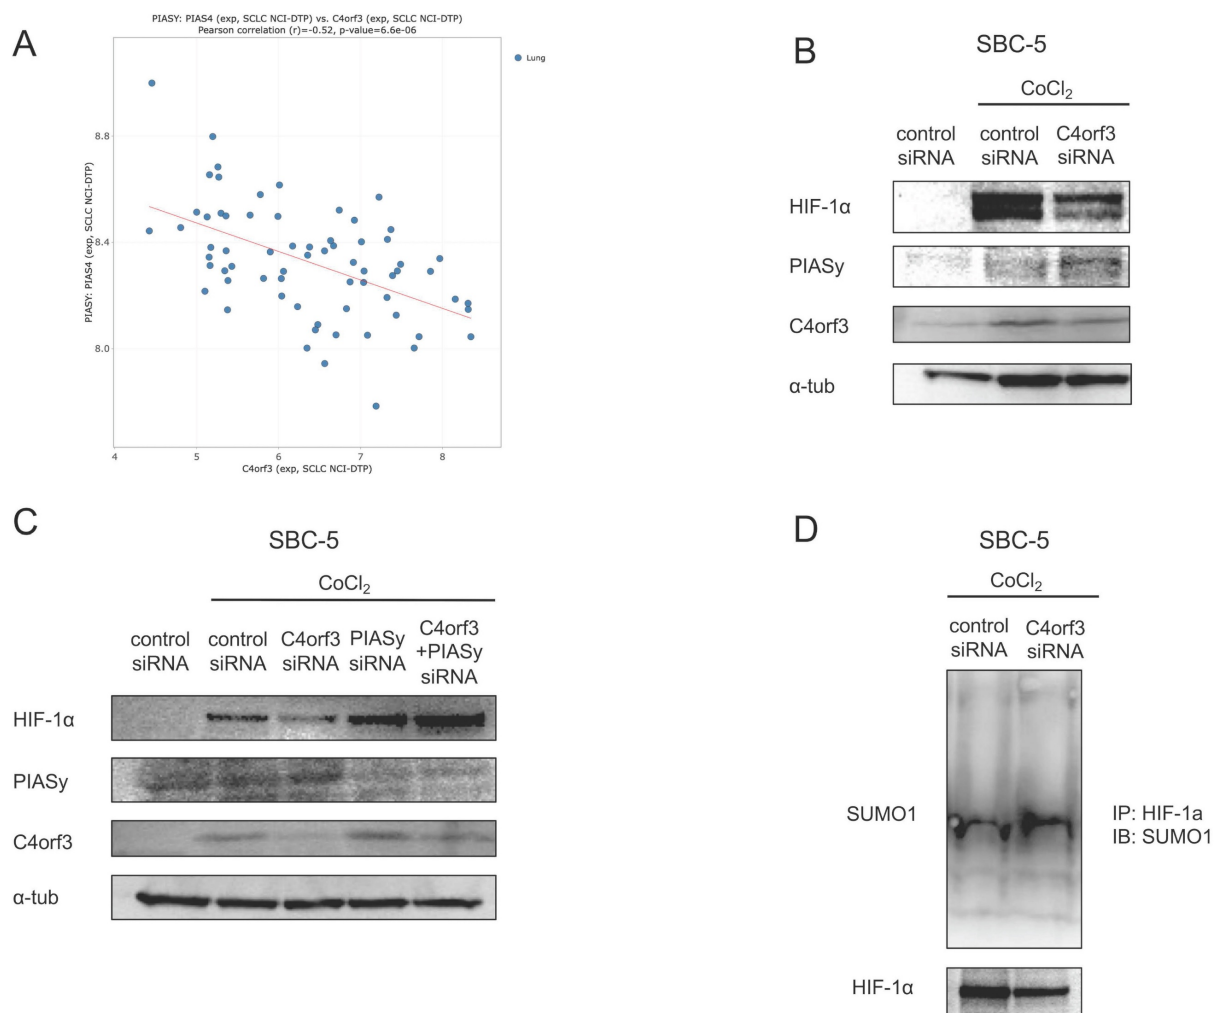 PIASY: PIAS4 (exp, SCLC NCI-DTP) vs. C4orf3 (exp, SCLC NCI-DTP)
Pearson correlation (r)=-0.52, p-value=6.6e-06
A
Lung
PIASY: PIAS4 (exp, SCLC NCI-DTP)
8.8
8.4
8.0
4 5 6 7 8
C4orf3 (exp, SCLC NCI-DTP)
B
SBC-5
CoCl₂
control siRNA
control siRNA
C4orf3 siRNA
HIF-1α
PIASy
C4orf3
α-tub
C
SBC-5
CoCl₂
control siRNA
control siRNA
C4orf3 siRNA
PIASy siRNA
C4orf3 +PIASy siRNA
HIF-1α
PIASy
C4orf3
α-tub
D
SBC-5
CoCl₂
control siRNA
C4orf3 siRNA
SUMO1
IP: HIF-1a
IB: SUMO1
HIF-1α